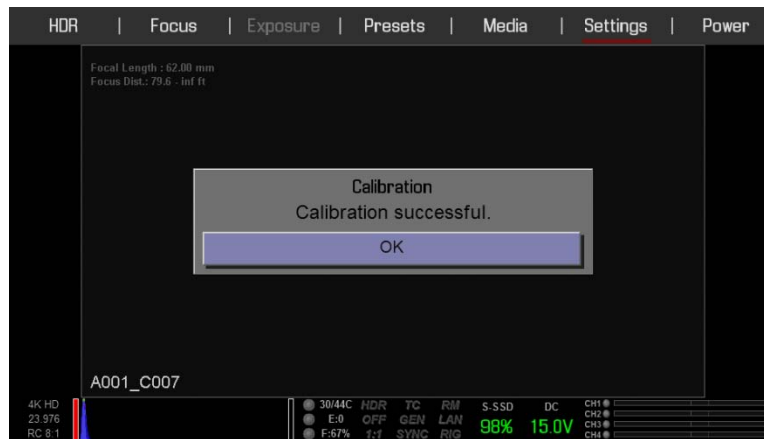 HDR | Focus | Exposure | Presets | Media | Settings | Power
Focal Length : 62.00 mm
Focus Dist.: 79.6 - inf ft
Calibration
Calibration successful.
OK
A001_C007
4K HD 30/44C HDR TC RM S-SSD DC CH1
23.976 E:0 OFF GEN LAN 98% 15.0V CH2
RC 8:1 F:67% 1:1 SYNC RIG CH3
CH4